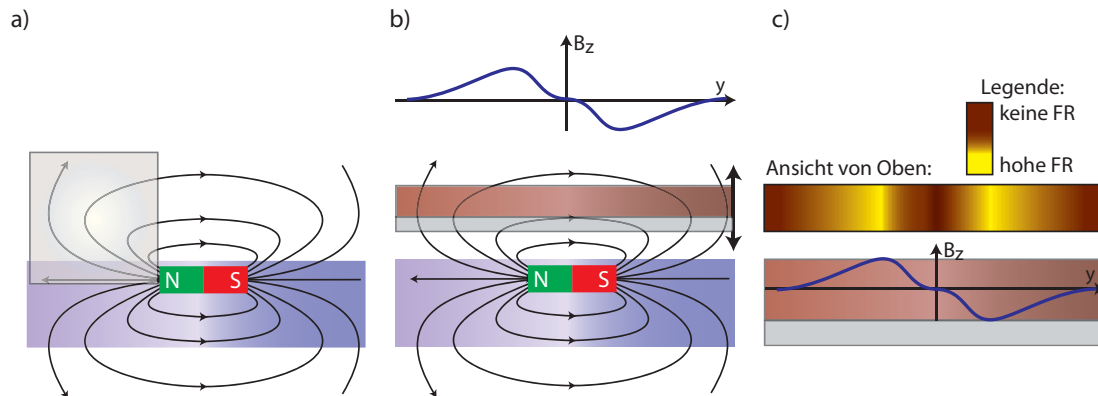 a)
b)
c)
Bz
y
Legende:
keine FR
hohe FR
Ansicht von Oben:
N S
N S
Bz
y